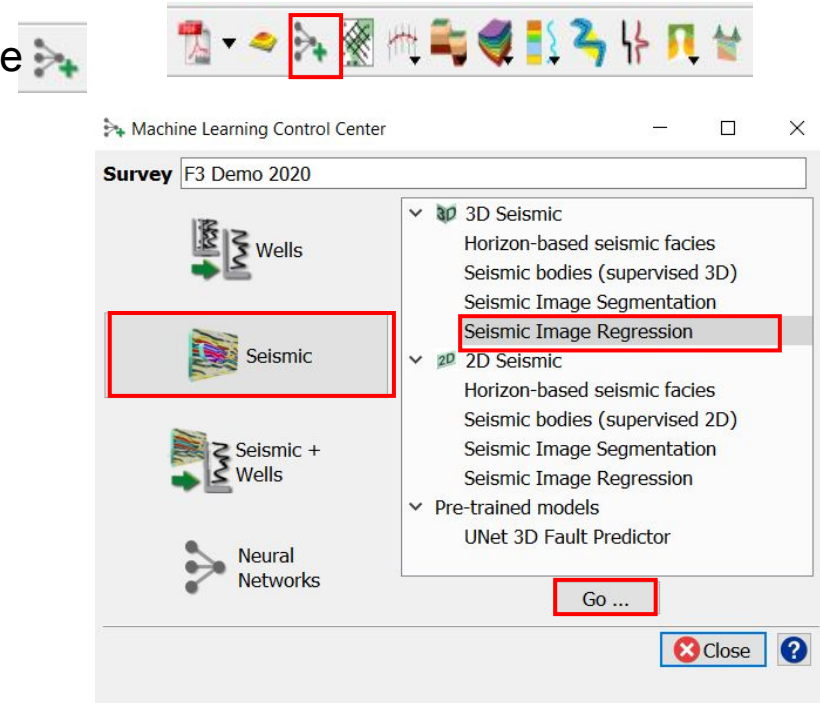 e
Machine Learning Control Center
Survey F3 Demo 2020
Wells
Seismic
Seismic +
Wells
Neural
Networks
3D 3D Seismic
Horizon-based seismic facies
Seismic bodies (supervised 3D)
Seismic Image Segmentation
Seismic Image Regression
2D 2D Seismic
Horizon-based seismic facies
Seismic bodies (supervised 2D)
Seismic Image Segmentation
Seismic Image Regression
Pre-trained models
UNet 3D Fault Predictor
Go ...
Close ?